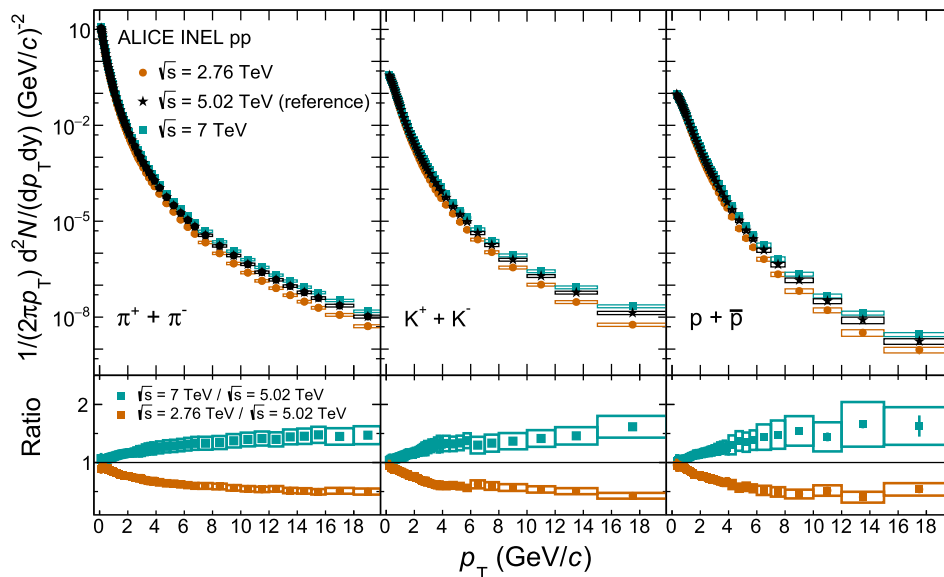 1/(2πp_T) d²N/(dp_Tdy) (GeV/c)⁻²
10
10⁻²
10⁻⁵
10⁻⁸
ALICE INEL pp
√s = 2.76 TeV
√s = 5.02 TeV (reference)
√s = 7 TeV
π⁺ + π⁻
K⁺ + K⁻
p + p̅
Ratio
2
1
√s = 7 TeV / √s = 5.02 TeV
√s = 2.76 TeV / √s = 5.02 TeV
0 2 4 6 8 10 12 14 16 18
0 2 4 6 8 10 12 14 16 18
0 2 4 6 8 10 12 14 16 18
p_T (GeV/c)